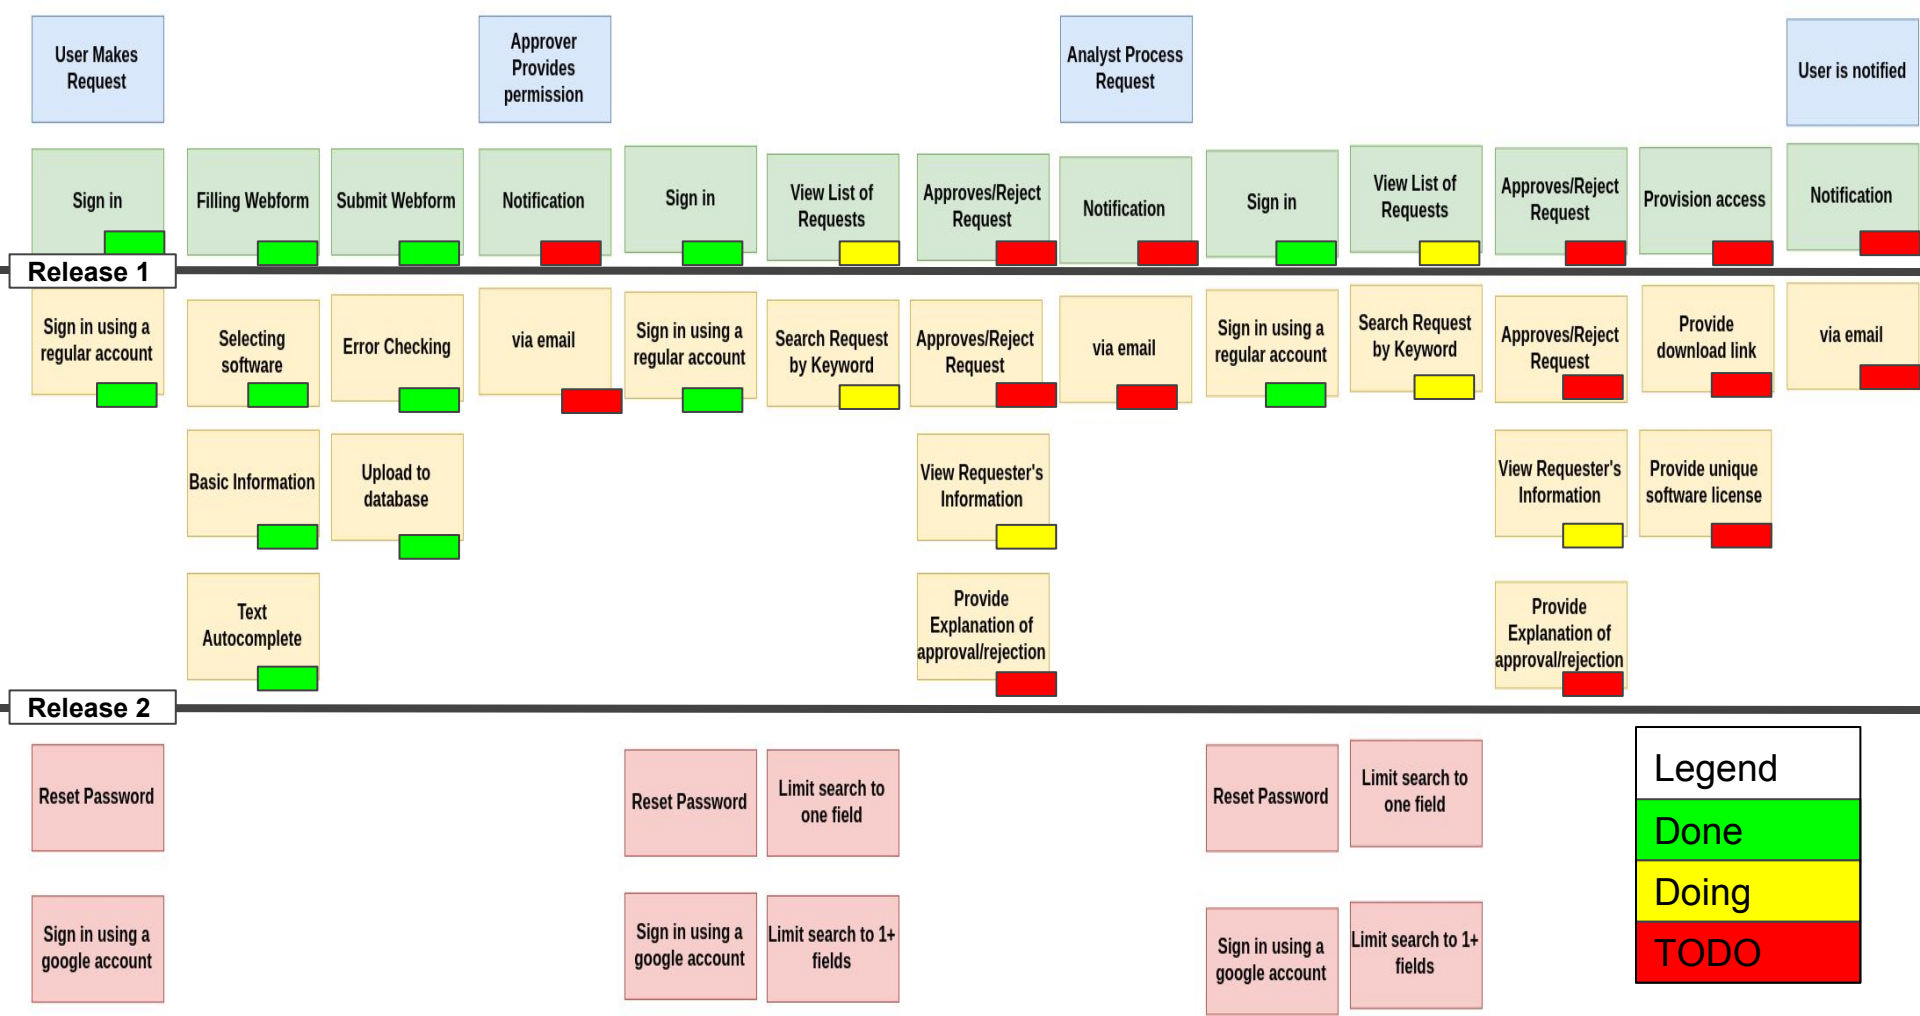 User Makes
Request
Approver
Provides
permission
Analyst Process
Request
User is notified
Sign in
Filling Webform
Submit Webform
Notification
Sign in
View List of
Requests
Approves/Reject
Request
Notification
Sign in
View List of
Requests
Approves/Reject
Request
Provision access
Notification
Release 1
Sign in using a
regular account
Selecting
software
Error Checking
via email
Sign in using a
regular account
Search Request
by Keyword
Approves/Reject
Request
via email
Sign in using a
regular account
Search Request
by Keyword
Approves/Reject
Request
Provide
download link
via email
Basic Information
Upload to
database
View Requester's
Information
View Requester's
Information
Provide unique
software license
Text
Autocomplete
Provide
Explanation of
approval/rejection
Provide
Explanation of
approval/rejection
Release 2
Reset Password
Reset Password
Limit search to
one field
Reset Password
Limit search to
one field
Sign in using a
google account
Sign in using a
google account
Limit search to 1+
fields
Sign in using a
google account
Limit search to 1+
fields
Legend
Done
Doing
TODO